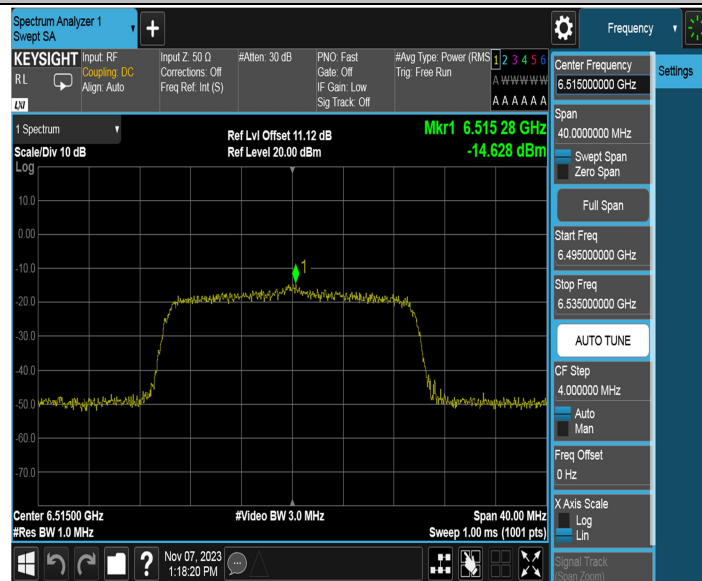 Spectrum Analyzer 1
Swept SA
+
Frequency
KEYSIGHT
RL
LXI
Input: RF
Coupling: DC
Align: Auto
Input Z: 50 Ω
Corrections: Off
Freq Ref: Int (S)
#Atten: 30 dB
PNO: Fast
Gate: Off
IF Gain: Low
Sig Track: Off
#Avg Type: Power (RMS
Trig: Free Run
1 2 3 4 5 6
A W W W W W
A A A A A A
1 Spectrum
Scale/Div 10 dB
Log
Ref Lvl Offset 11.12 dB
Ref Level 20.00 dBm
Mkr1 6.515 28 GHz
-14.628 dBm
10.0
0.00
-10.0
-20.0
-30.0
-40.0
-50.0
-60.0
-70.0
1
Center 6.51500 GHz
#Res BW 1.0 MHz
#Video BW 3.0 MHz
Span 40.00 MHz
Sweep 1.00 ms (1001 pts)
Center Frequency
6.515000000 GHz
Settings
Span
40.0000000 MHz
Swept Span
Zero Span
Full Span
Start Freq
6.495000000 GHz
Stop Freq
6.535000000 GHz
AUTO TUNE
CF Step
4.000000 MHz
Auto
Man
Freq Offset
0 Hz
X Axis Scale
Log
Lin
Signal Track
(Span Zoom)
?
Nov 07, 2023
1:18:20 PM